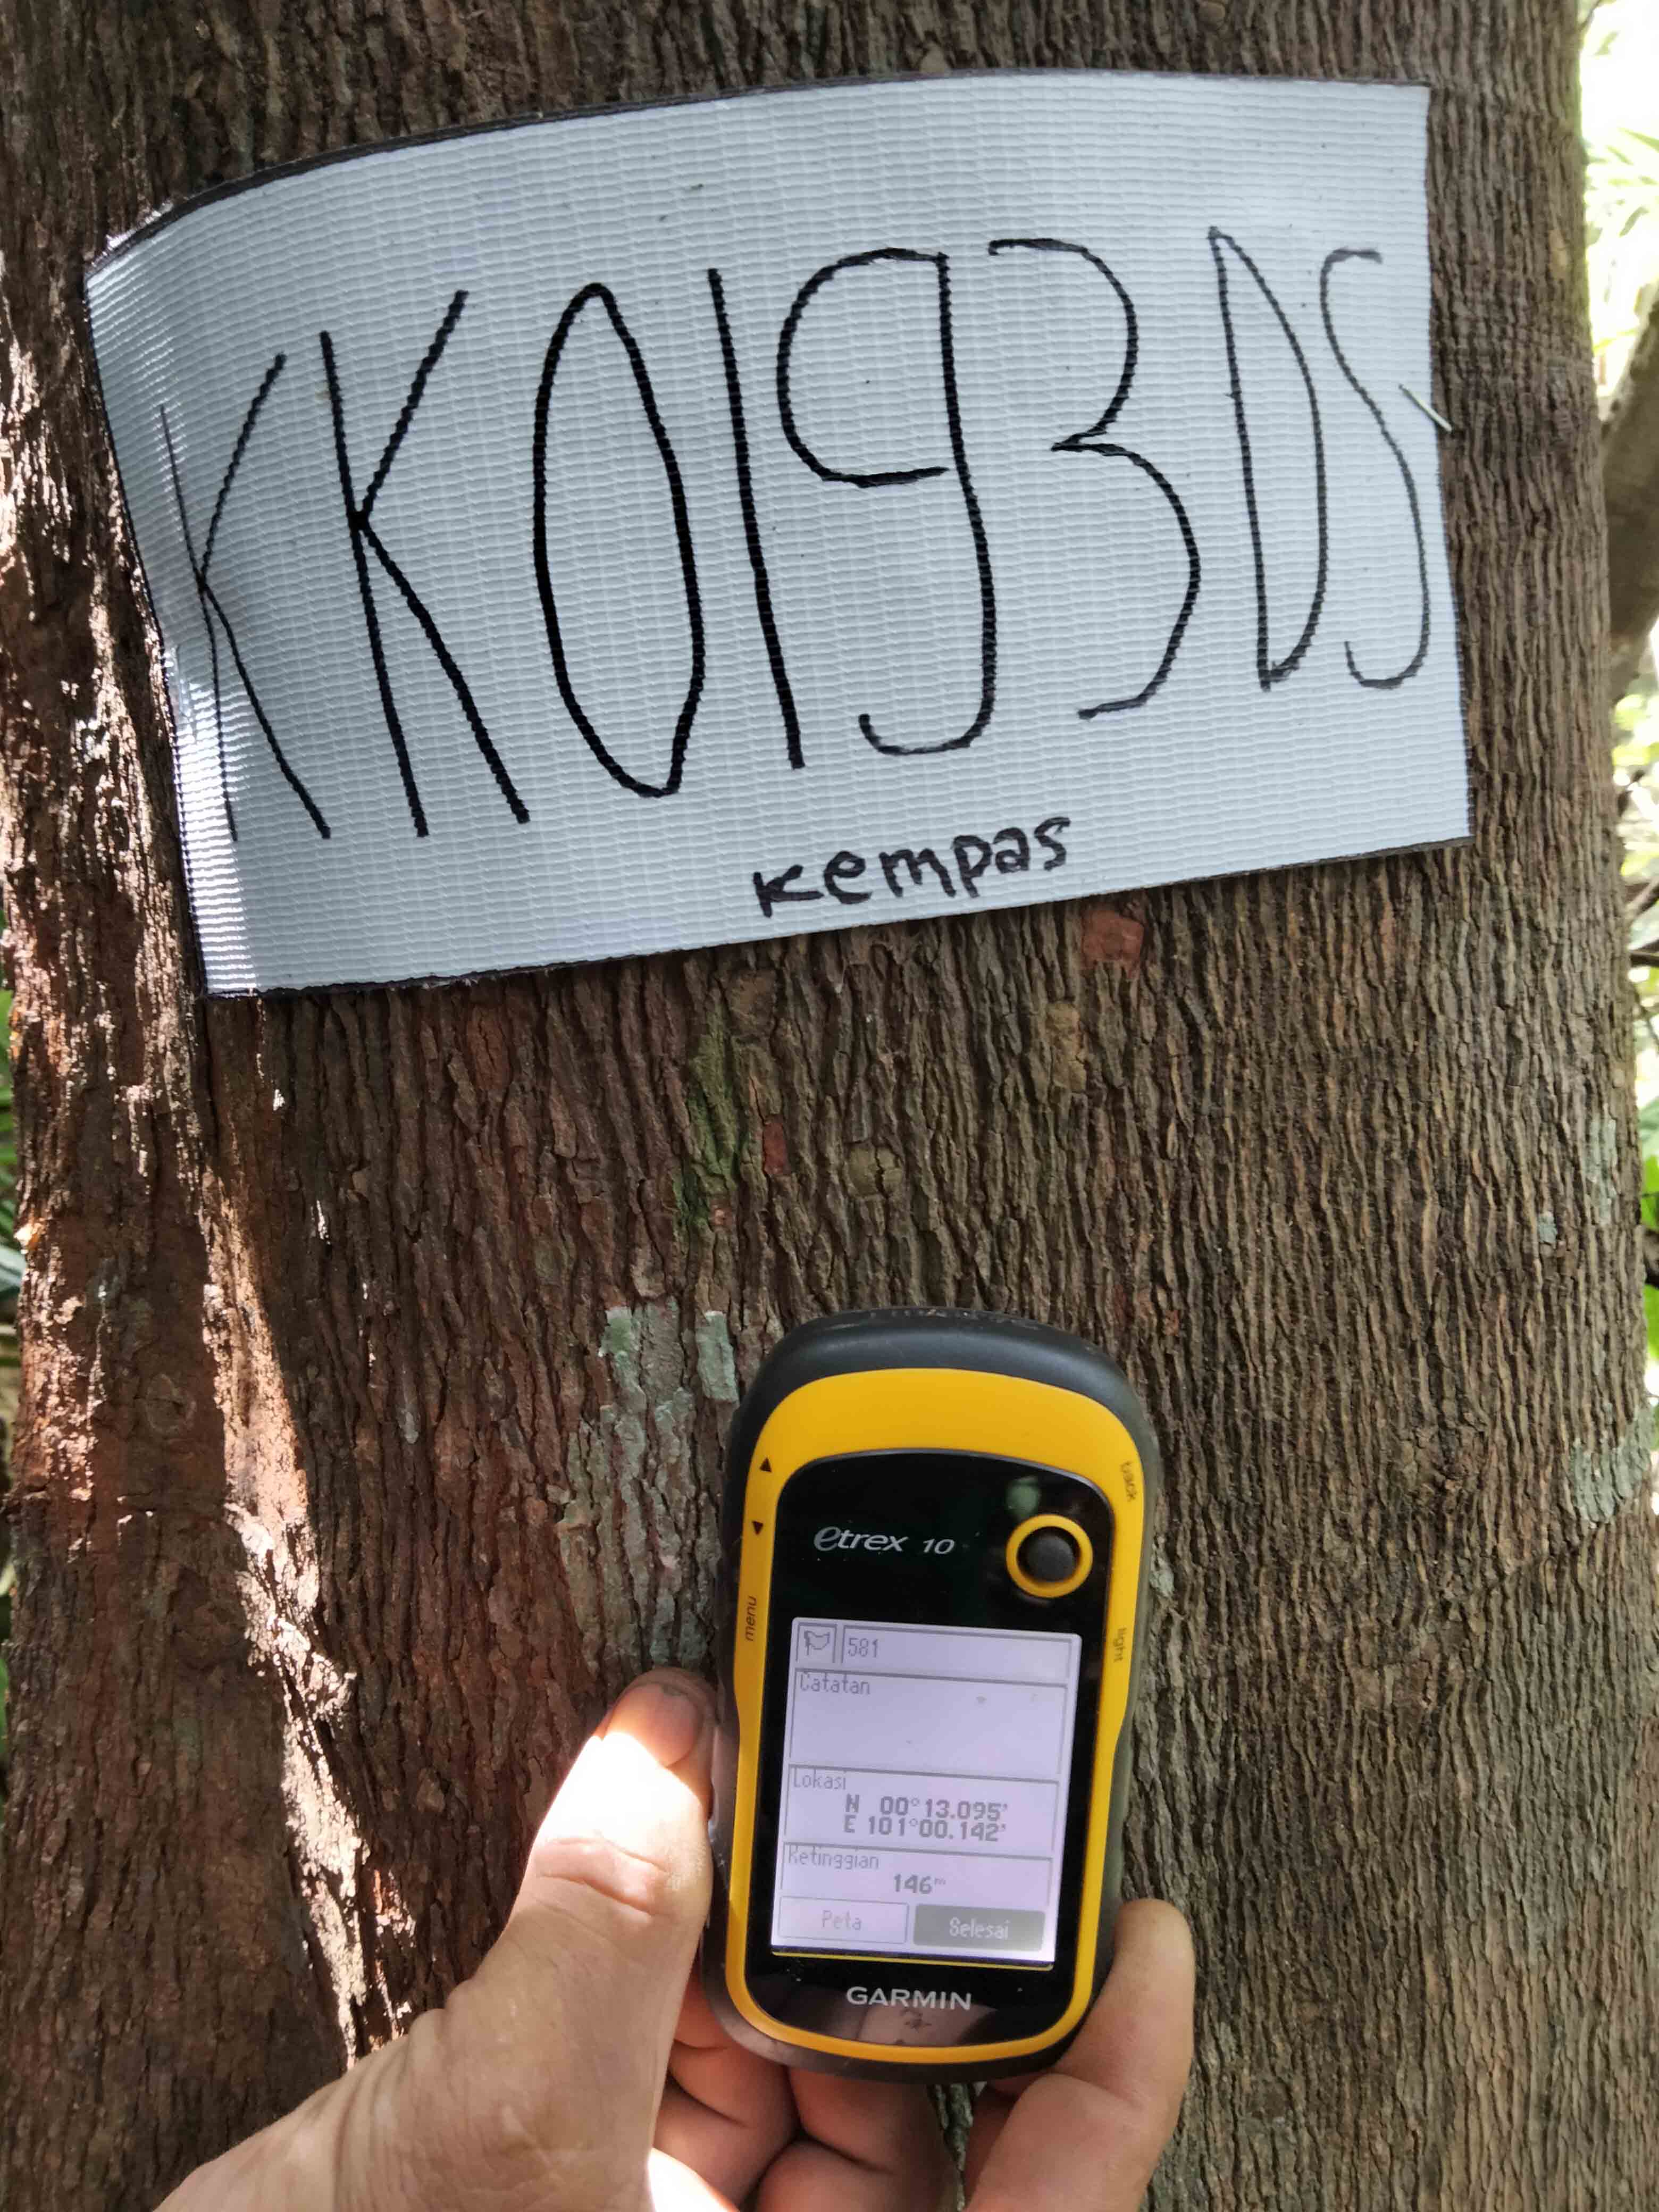 KK0193DS
Kempas
back
etrex 10
menu
light
581
Catatan
Lokasi
N 00°13.095'
E 101°00.142'
Ketinggian
146m
Peta
Selesai
GARMIN